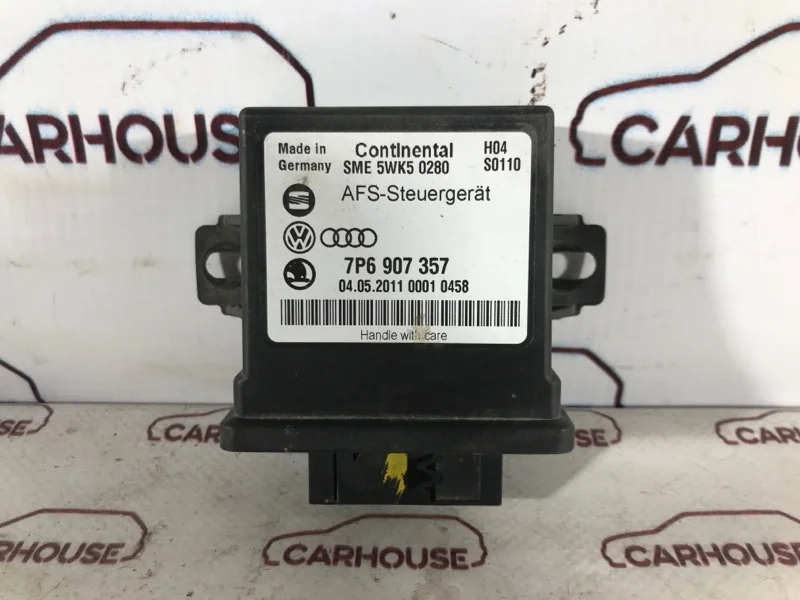 CARHOUSE
CARHOUSE
Made in
Germany
Continental
SME 5WK5 0280
H04
S0110
AFS-Steuergerät
7P6 907 357
04.05.2011 0001 0458
Handle with care
HOUSE
CARHOUSE
CARHOUSE
CARHOUSE
CARHOUSE
CARHOUSE